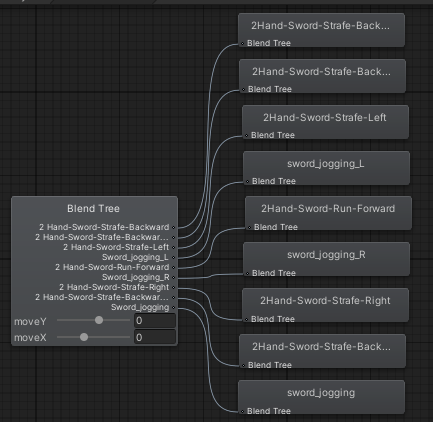 2Hand-Sword-Strafe-Back...
Blend Tree
2Hand-Sword-Strafe-Back...
Blend Tree
2Hand-Sword-Strafe-Left
Blend Tree
sword_jogging_L
Blend Tree
2Hand-Sword-Run-Forward
Blend Tree
sword_jogging_R
Blend Tree
2Hand-Sword-Strafe-Right
Blend Tree
2Hand-Sword-Strafe-Back...
Blend Tree
sword_jogging
Blend Tree
Blend Tree
2 Hand-Sword-Strafe-Backward
2 Hand-Sword-Strafe-Backwar...
2 Hand-Sword-Strafe-Left
Sword_jogging_L
2 Hand-Sword-Run-Forward
Sword_jogging_R
2 Hand-Sword-Strafe-Right
2 Hand-Sword-Strafe-Backwar...
Sword_jogging
moveY 0
moveX 0